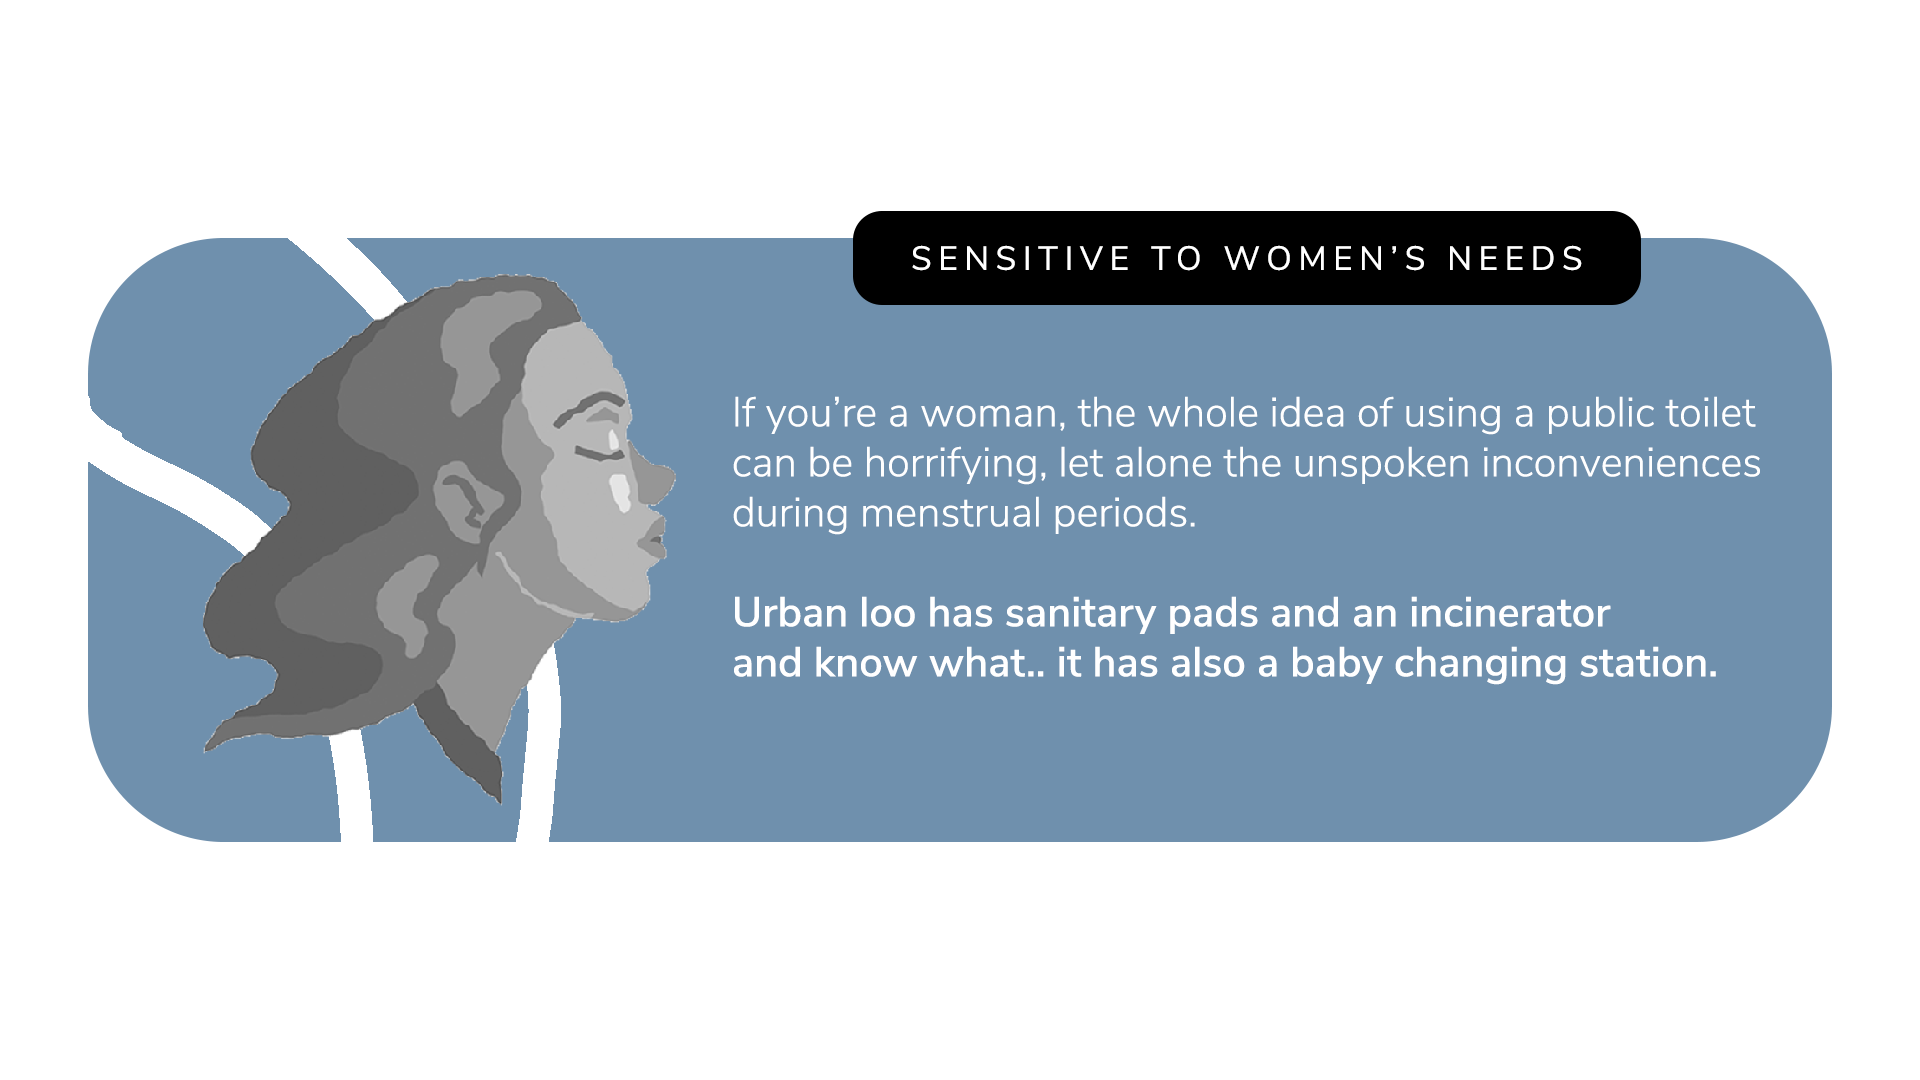 SENSITIVE TO WOMEN’S NEEDS
If you’re a woman, the whole idea of using a public toilet
can be horrifying, let alone the unspoken inconveniences
during menstrual periods.
Urban loo has sanitary pads and an incinerator
and know what.. it has also a baby changing station.